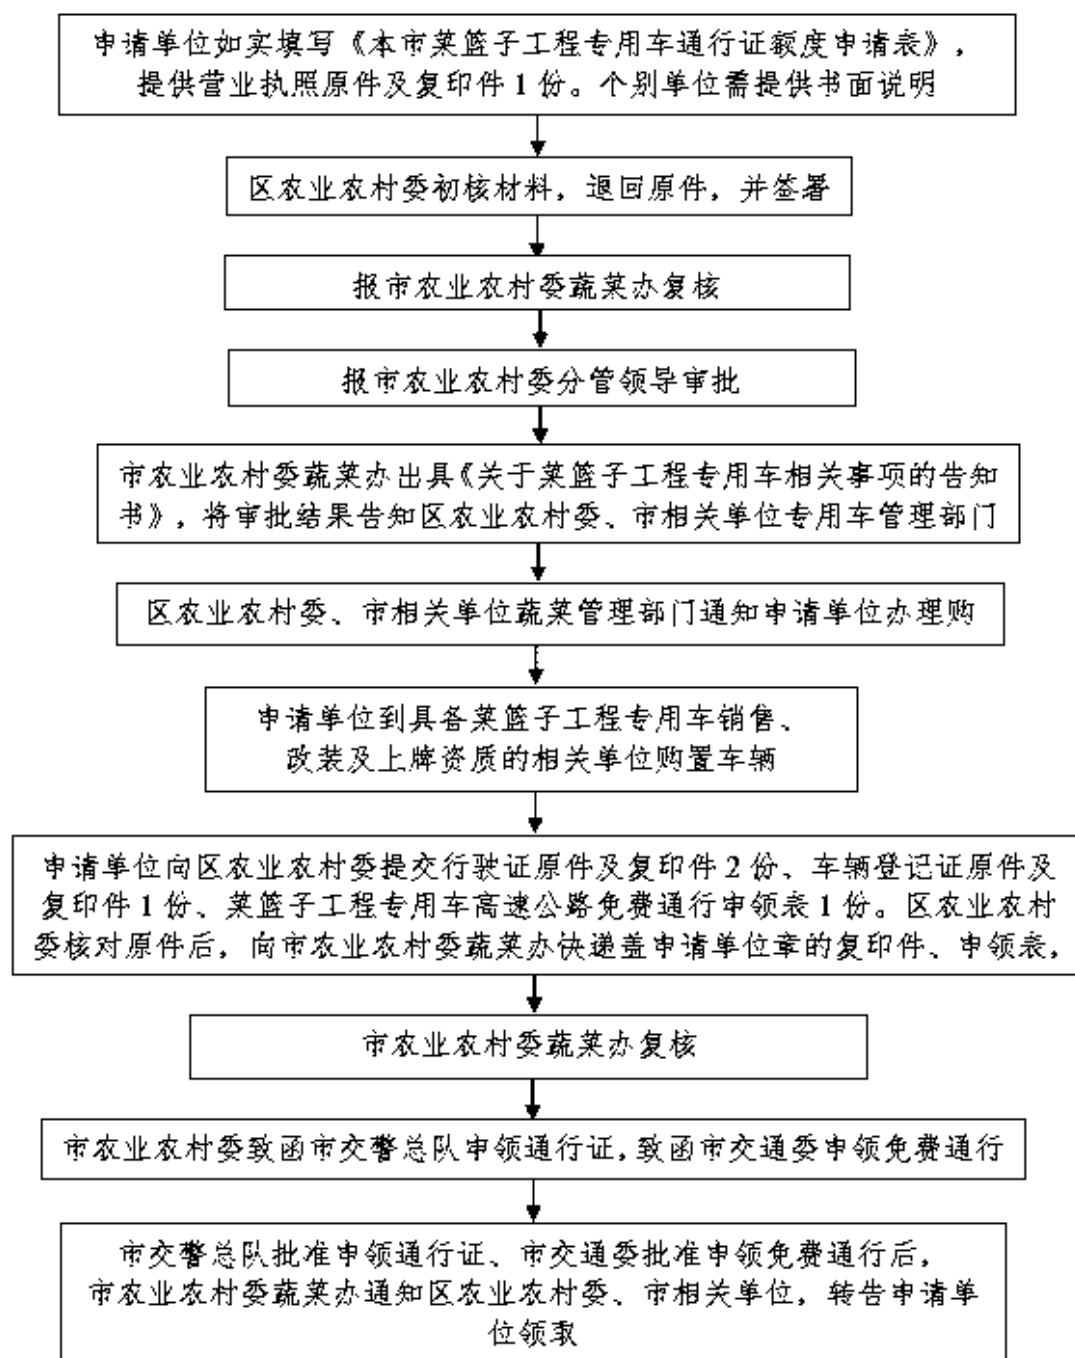 申请单位如实填写《本市菜篮子工程专用车通行证额度申请表》，
提供营业执照原件及复印件1份。个别单位需提供书面说明
区农业农村委初核材料，退回原件，并签署
报市农业农村委蔬菜办复核
报市农业农村委分管领导审批
市农业农村委蔬菜办出具《关于菜篮子工程专用车相关事项的告知
书》，将审批结果告知区农业农村委、市相关单位专用车管理部门
区农业农村委、市相关单位蔬菜管理部门通知申请单位办理购
申请单位到具各菜篮子工程专用车销售、
改装及上牌资质的相关单位购置车辆
申请单位向区农业农村委提交行驶证原件及复印件2份、车辆登记证原件及
复印件1份、菜篮子工程专用车高速公路免费通行申领表1份。区农业农村
委核对原件后，向市农业农村委蔬菜办快递盖申请单位章的复印件、申领表，
市农业农村委蔬菜办复核
市农业农村委致函市交警总队申领通行证，致函市交通委申领免费通行
市交警总队批准申领通行证、市交通委批准申领免费通行后，
市农业农村委蔬菜办通知区农业农村委、市相关单位，转告申请单
位领取